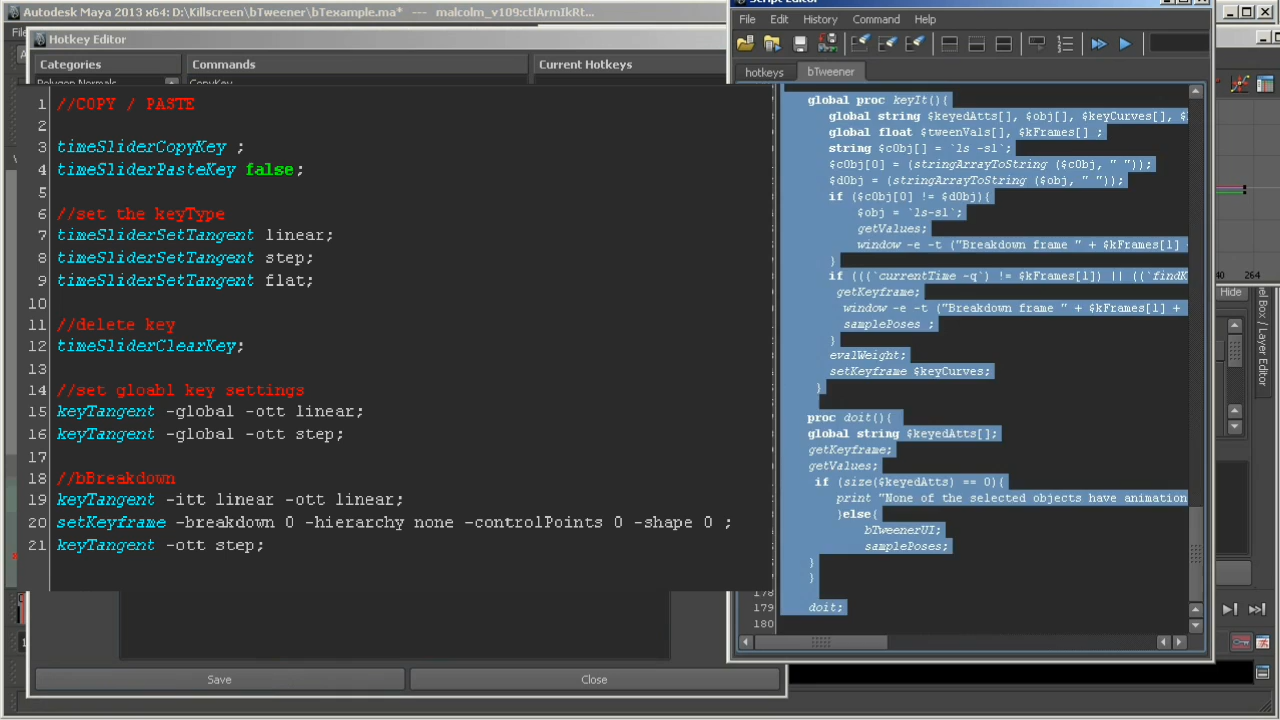 Autodesk Maya 2013 x64: D:\Killscreen\bTweener\bTexample.ma* --- malcolm_v109:ctlArmIkRt...
Hotkey Editor
Categories
Commands
Current Hotkeys
Polygon Normals
CopyKey
1 //COPY / PASTE
2
3 timeSliderCopyKey ;
4 timeSliderPasteKey false;
5
6 //set the keyType
7 timeSliderSetTangent linear;
8 timeSliderSetTangent step;
9 timeSliderSetTangent flat;
10
11 //delete key
12 timeSliderClearKey;
13
14 //set gloabl key settings
15 keyTangent -global -ott linear;
16 keyTangent -global -ott step;
17
18 //bBreakdown
19 keyTangent -itt linear -ott linear;
20 setKeyframe -breakdown 0 -hierarchy none -controlPoints 0 -shape 0 ;
21 keyTangent -ott step;
Save
Close
Script Editor
File Edit History Command Help
hotkeys
bTweener
global proc keyIt(){
global string $keyedAtts[], $obj[], $keyCurves[],
global float $tweenVals[], $kFrames[] ;
string $cObj[] = `ls -sl`;
$cObj[0] = (stringArrayToString ($cObj, " "));
$dObj = (stringArrayToString ($obj, " "));
if ($cObj[0] != $dObj){
$obj = `ls-sl`;
getValues;
window -e -t ("Breakdown frame " + $kFrames[1]
}
if (((`currentTime -q`) != $kFrames[1]) || ((`findK
getKeyframe;
window -e -t ("Breakdown frame " + $kFrames[1] +
samplePoses ;
}
evalWeight;
setKeyframe $keyCurves;
}
proc doit(){
global string $keyedAtts[];
getKeyframe;
getValues;
if (size($keyedAtts) == 0){
print "None of the selected objects have animation
}else{
bTweenerUI;
samplePoses;
}
}
178
179 doit;
180
40 264
Hide
Box / Layer Editor